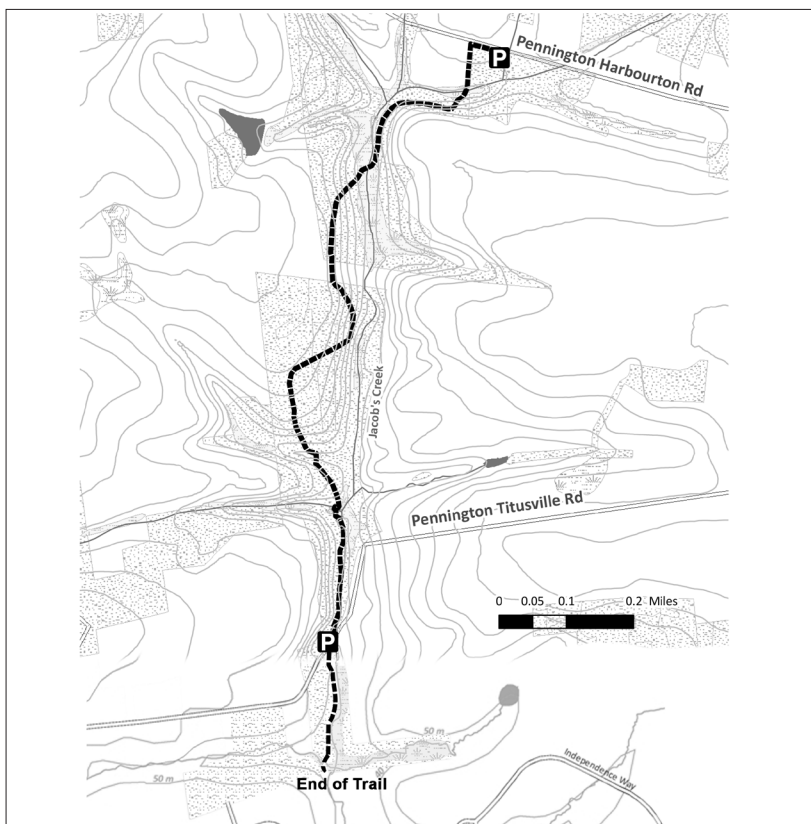 P
Pennington Harbourton Rd
Jacob's Creek
Pennington Titusville Rd
0 0.05 0.1 0.2 Miles
P
50 m
Independence Way
50 m
End of Trail